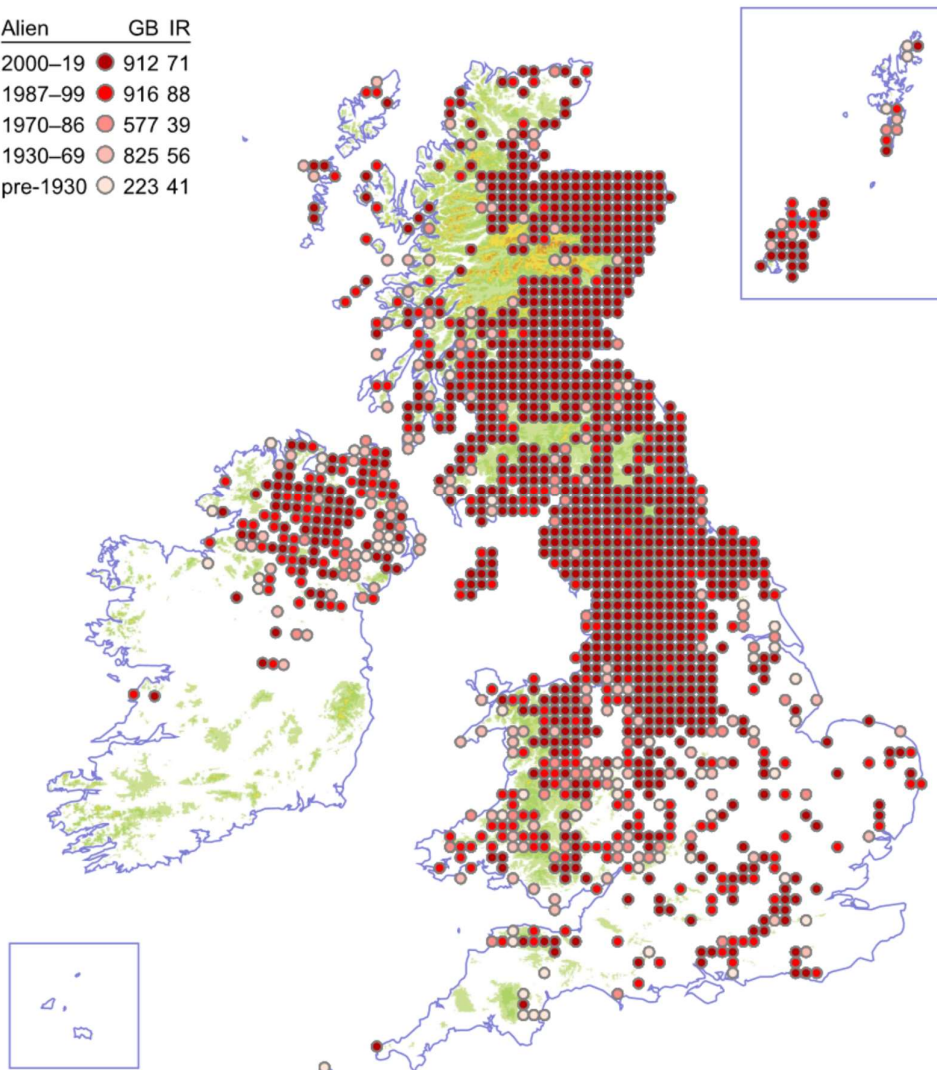 Alien GB IR
2000–19 912 71
1987–99 916 88
1970–86 577 39
1930–69 825 56
pre-1930 223 41